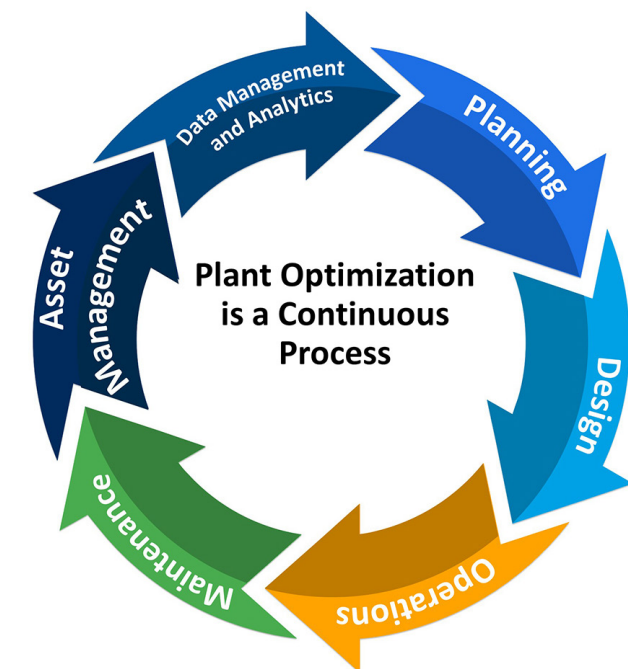 Data Management
and Analytics
Planning
Design
Operations
Maintenance
Asset
Management
Plant Optimization
is a Continuous
Process